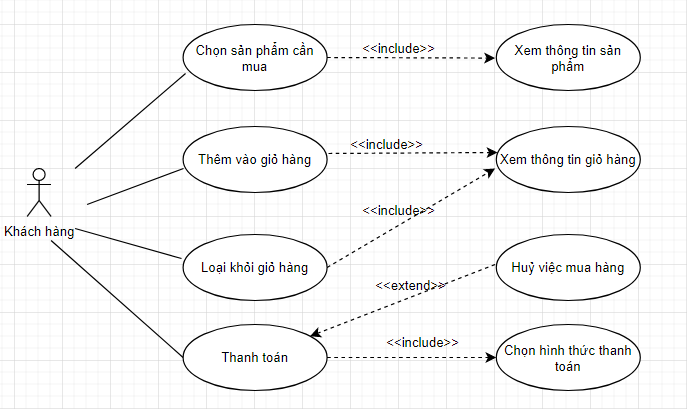 Chọn sản phẩm cần
mua
<<include>>
Xem thông tin sản
phẩm
Thêm vào giỏ hàng
<<include>>
Xem thông tin giỏ hàng
Khách hàng
<<include>>
Loại khỏi giỏ hàng
Huỷ việc mua hàng
<<extend>>
Thanh toán
<<include>>
Chọn hình thức thanh
toán